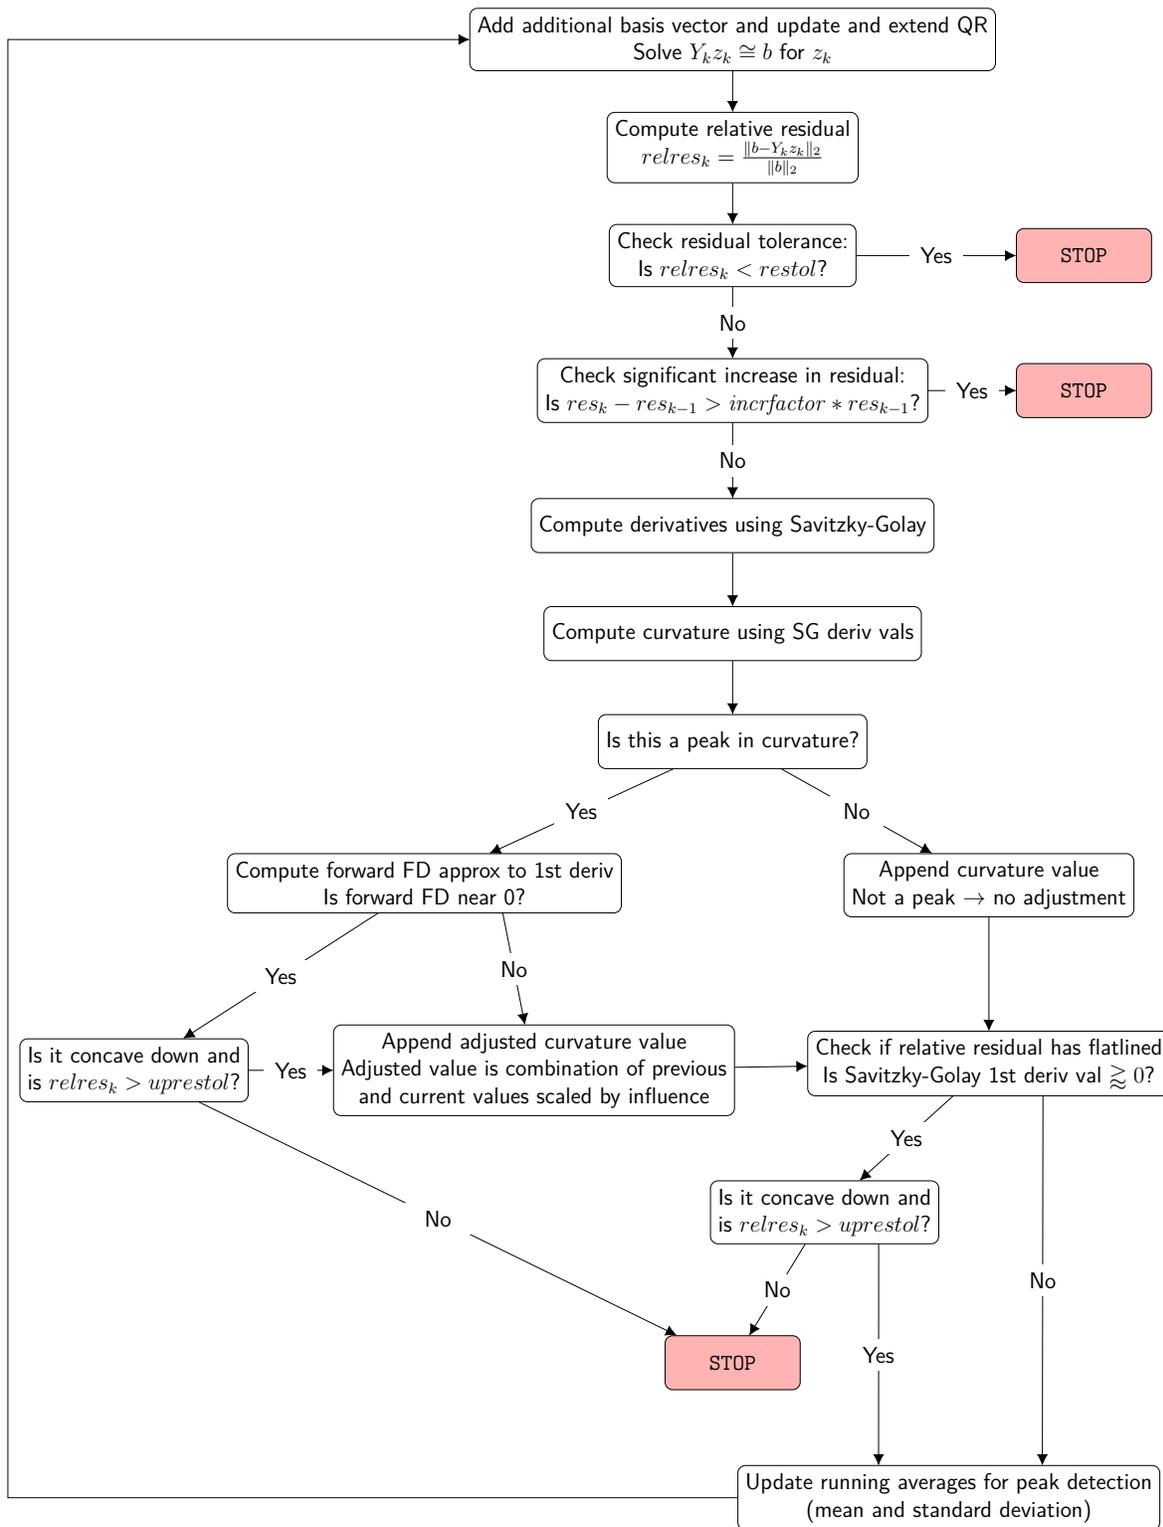 Add additional basis vector and update and extend QR
Solve $Y_k z_k \cong b$ for $z_k$
Compute relative residual
$relres_k = \frac{\|b - Y_k z_k\|_2}{\|b\|_2}$
Check residual tolerance:
Is $relres_k < restol$?
Yes
STOP
No
Check significant increase in residual:
Is $res_k - res_{k-1} > incrfactor * res_{k-1}$?
Yes
STOP
No
Compute derivatives using Savitzky-Golay
Compute curvature using SG deriv vals
Is this a peak in curvature?
Yes
No
Compute forward FD approx to 1st deriv
Is forward FD near 0?
Append curvature value
Not a peak → no adjustment
Yes
No
Is it concave down and
is $relres_k > uprestol$?
Yes
Append adjusted curvature value
Adjusted value is combination of previous
and current values scaled by influence
Check if relative residual has flatlined
Is Savitzky-Golay 1st deriv val $\gtrapprox 0$?
Yes
Is it concave down and
is $relres_k > uprestol$?
No
No
No
STOP
Yes
Update running averages for peak detection
(mean and standard deviation)